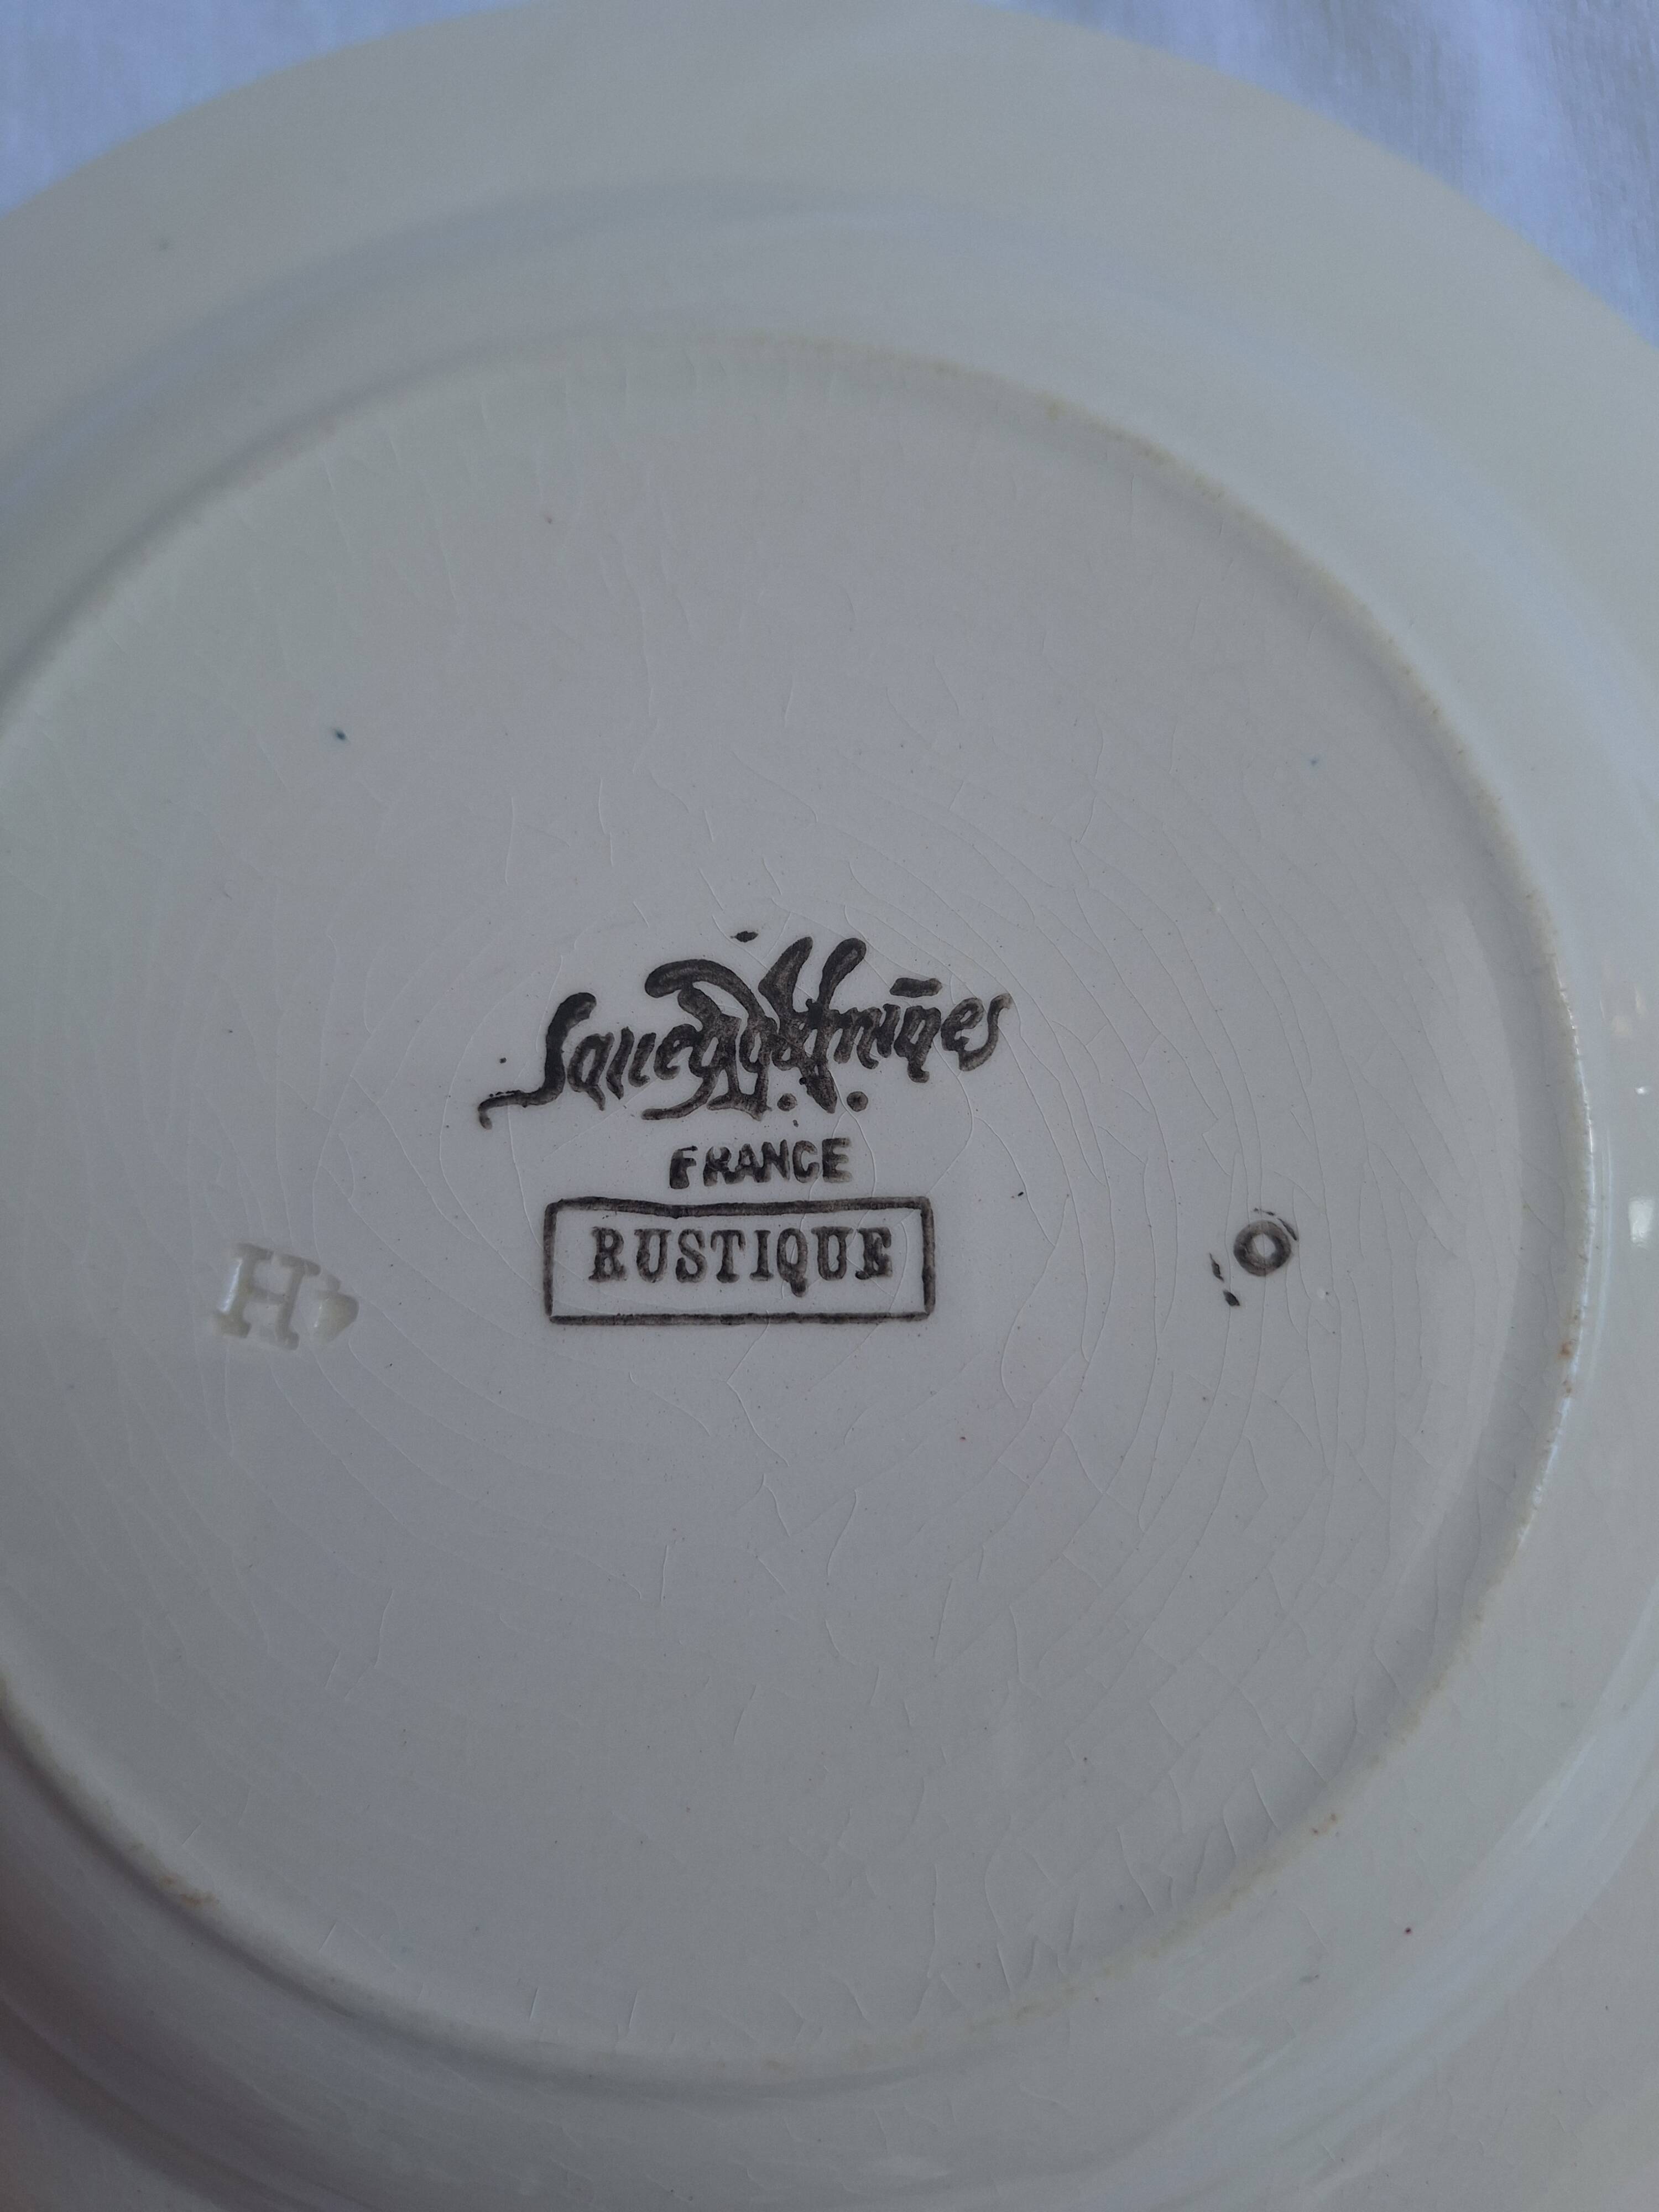 Sarreguemines
D.V.
FRANCE
RUSTIQUE
H
O